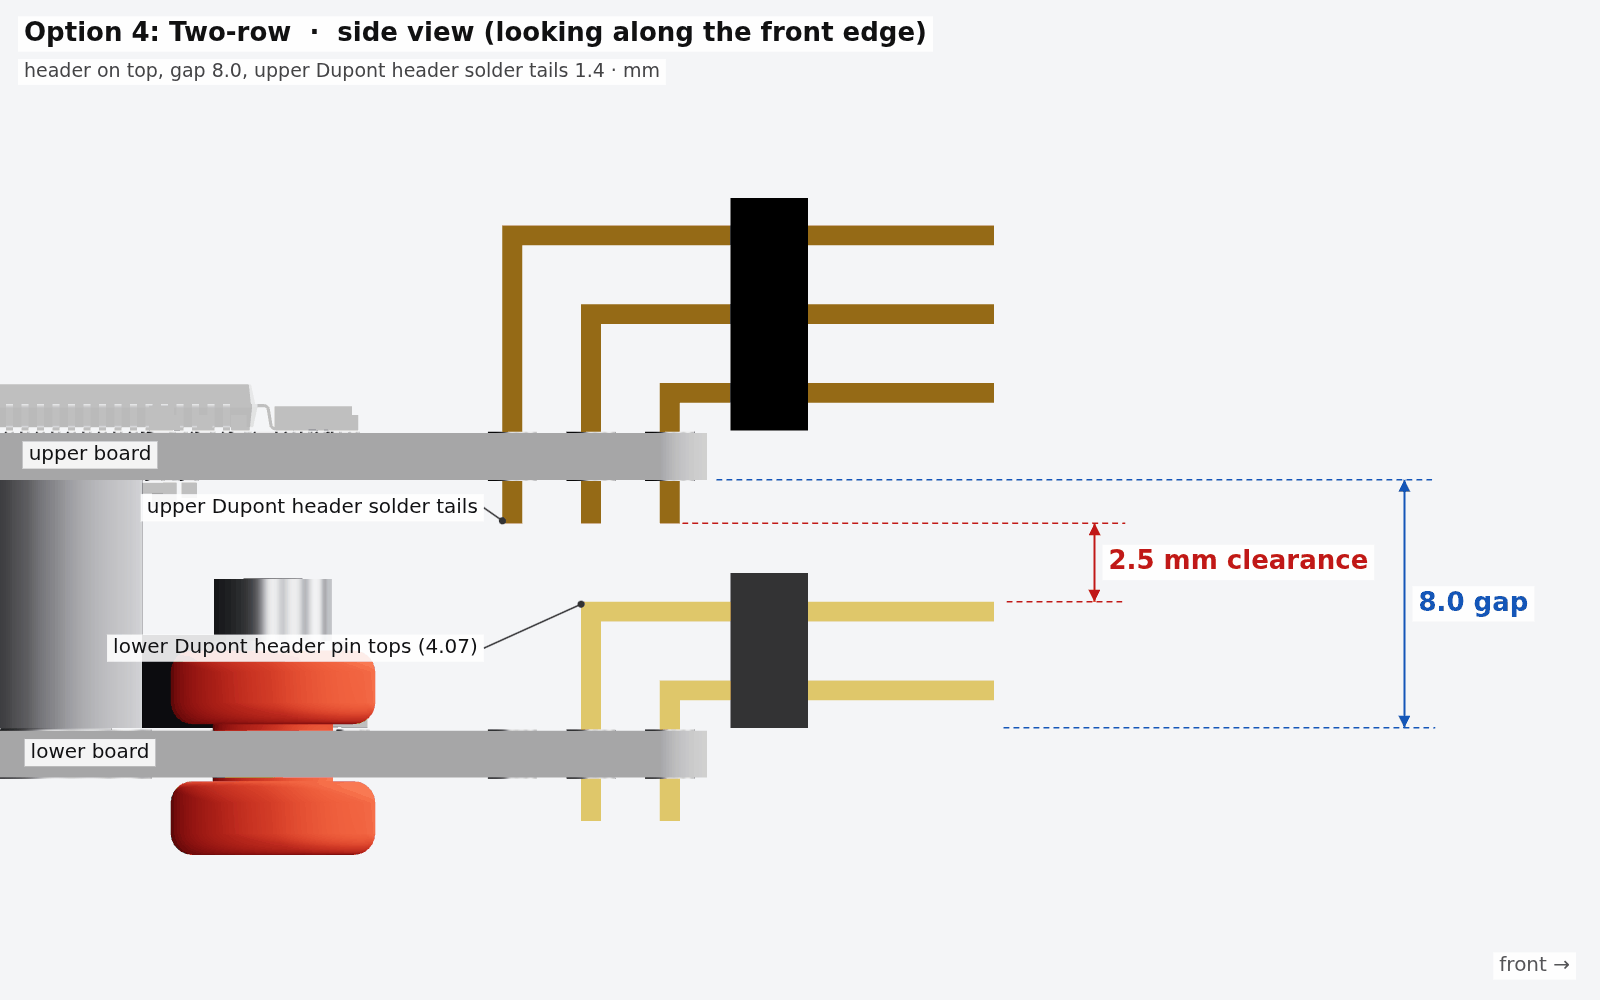 Option 4: Two-row · side view (looking along the front edge)
header on top, gap 8.0, upper Dupont header solder tails 1.4 · mm
upper board
upper Dupont header solder tails
2.5 mm clearance
8.0 gap
lower Dupont header pin tops (4.07)
lower board
front →